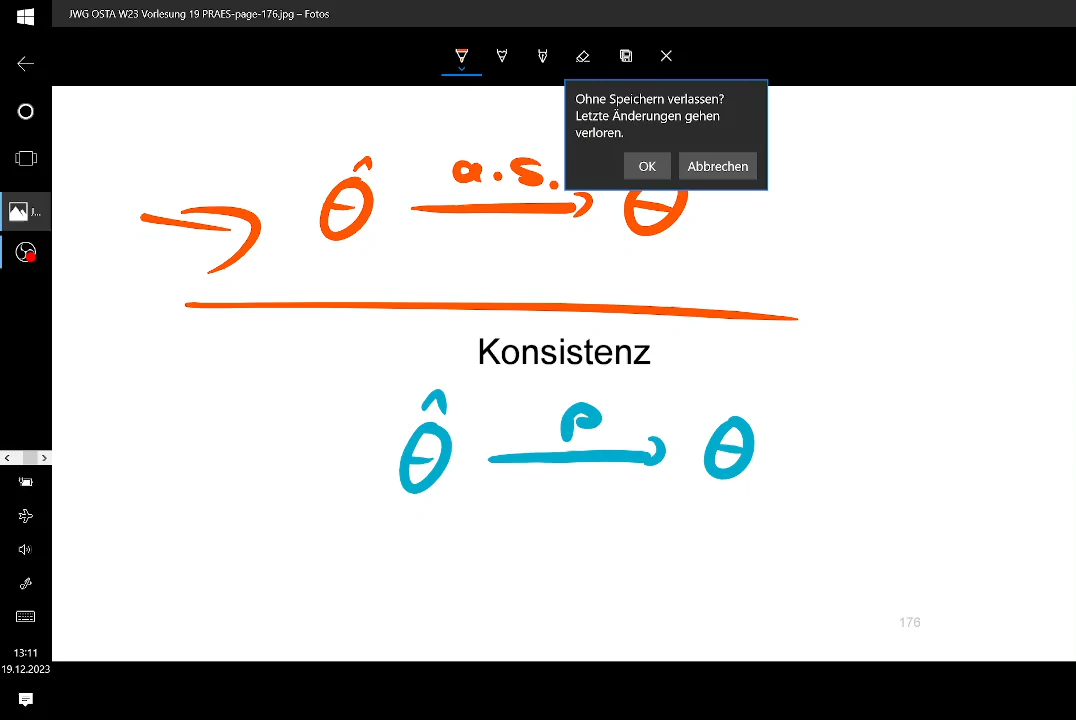 JWG OSTA W23 Vorlesung 19 PRAES-page-176.jpg – Fotos
Ohne Speichern verlassen?
Letzte Änderungen gehen
verloren.
OK Abbrechen
J...
θ̂ a.s. → θ
Konsistenz
θ̂ p → θ
176
13:11
19.12.2023